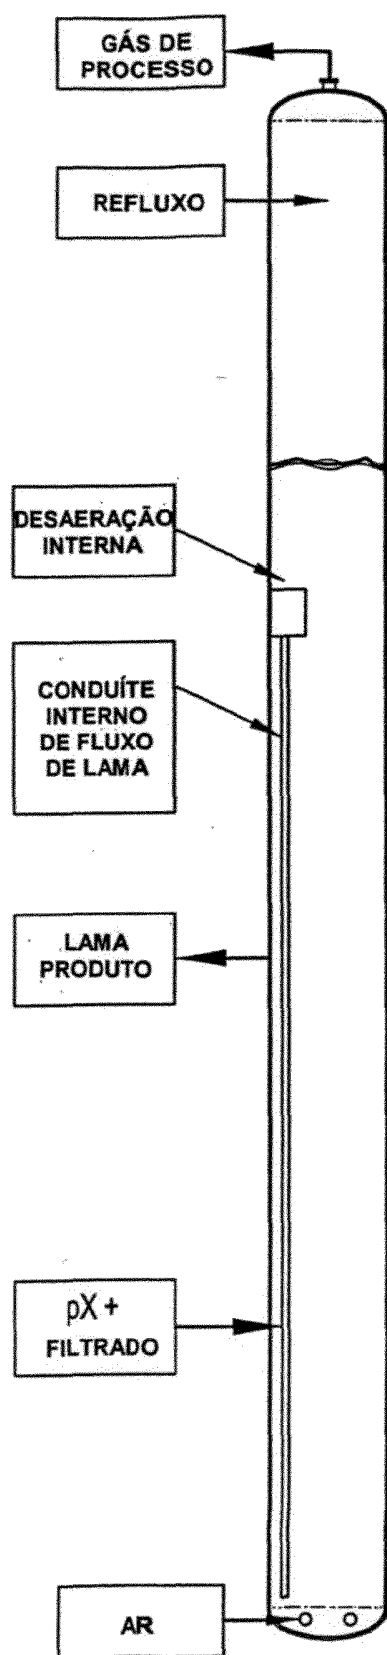 GÁS DE
PROCESSO
REFLUXO
DESAERAÇÃO
INTERNA
CONDUÍTE
INTERNO
DE FLUXO
DE LAMA
LAMA
PRODUTO
pX +
FILTRADO
AR